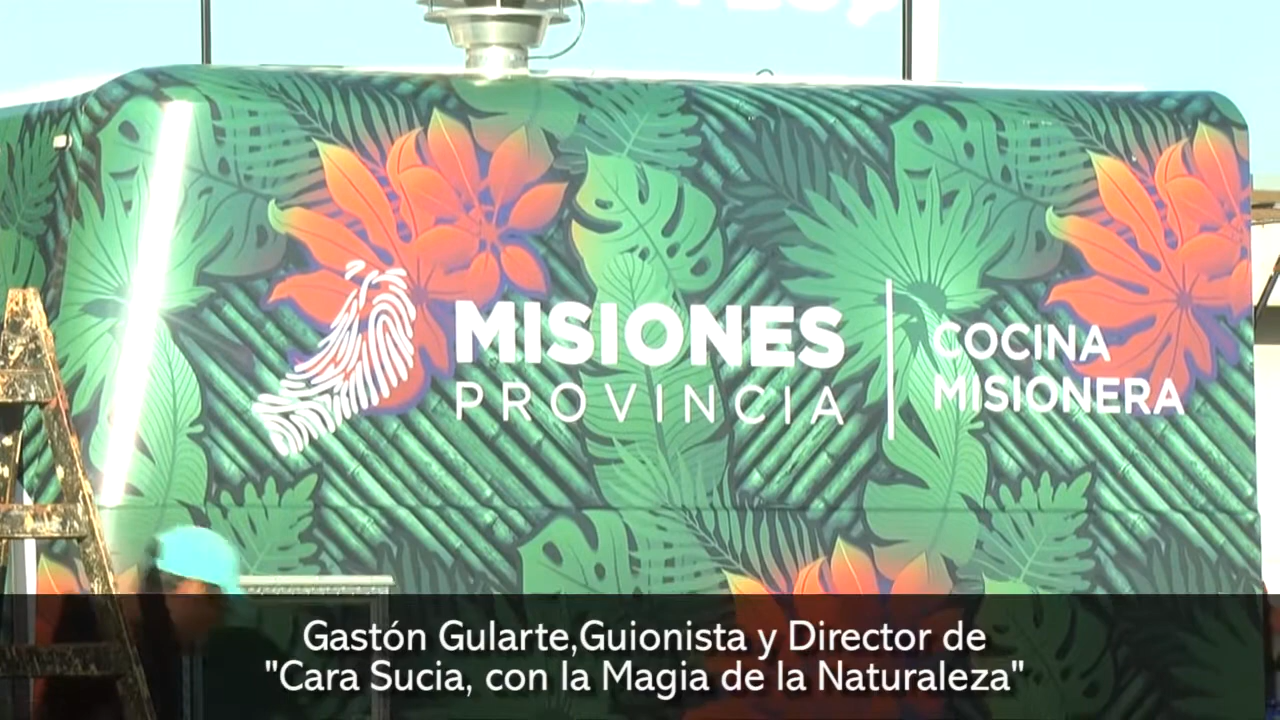 MISIONES
PROVINCIA
COCINA
MISIONERA
Gastón Gularte,Guionista y Director de
"Cara Sucia, con la Magia de la Naturaleza"